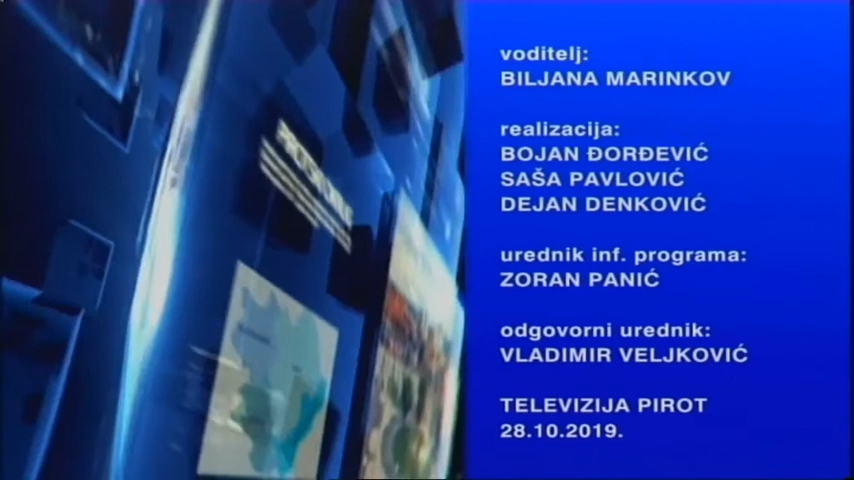 voditelj:
BILJANA MARINKOV
realizacija:
BOJAN ĐORĐEVIĆ
SAŠA PAVLOVIĆ
DEJAN DENKOVIĆ
urednik inf. programa:
ZORAN PANIĆ
odgovorni urednik:
VLADIMIR VELJKOVIĆ
TELEVIZIJA PIROT
28.10.2019.